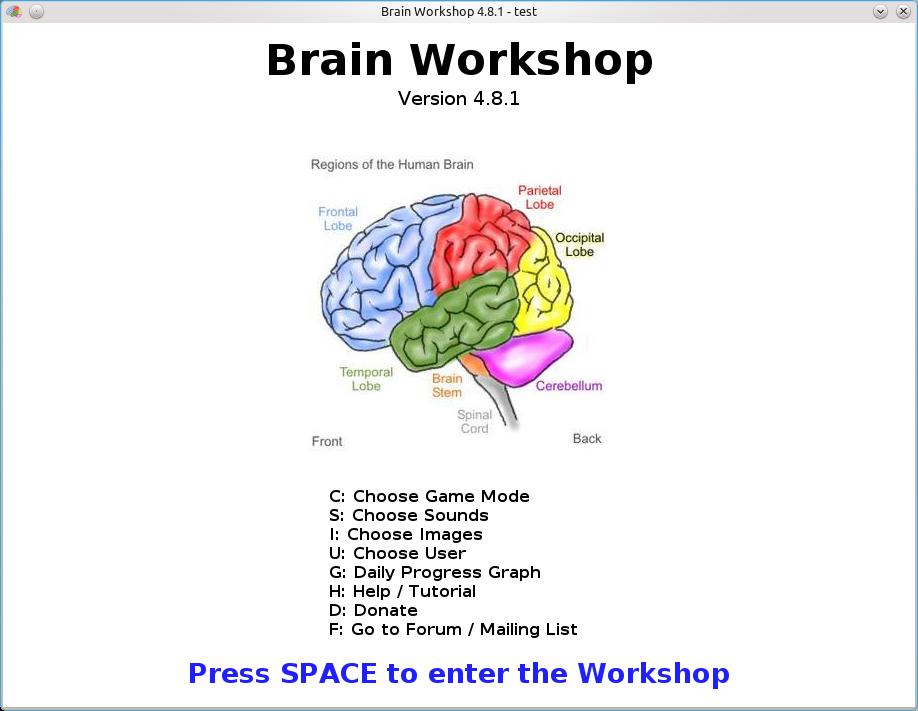 Brain Workshop 4.8.1 - test
Brain Workshop
Version 4.8.1
Regions of the Human Brain
Parietal
Lobe
Frontal
Lobe
Occipital
Lobe
Temporal
Lobe
Brain
Stem
Cerebellum
Spinal
Cord
Front
Back
C: Choose Game Mode
S: Choose Sounds
I: Choose Images
U: Choose User
G: Daily Progress Graph
H: Help / Tutorial
D: Donate
F: Go to Forum / Mailing List
Press SPACE to enter the Workshop